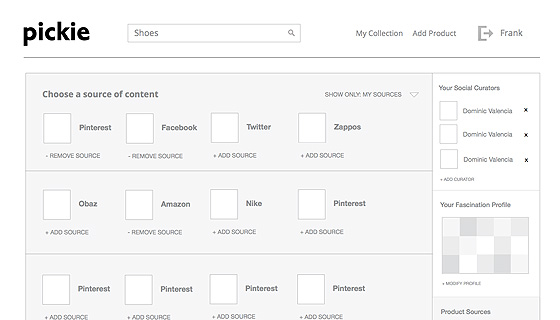 pickie
Shoes
My Collection Add Product Frank
Choose a source of content
SHOW ONLY: MY SOURCES
Pinterest Facebook Twitter Zappos
- REMOVE SOURCE - REMOVE SOURCE + ADD SOURCE + ADD SOURCE
Obaz Amazon Nike Pinterest
+ ADD SOURCE - REMOVE SOURCE + ADD SOURCE + ADD SOURCE
Pinterest Pinterest Pinterest Pinterest
+ ADD SOURCE + ADD SOURCE + ADD SOURCE + ADD SOURCE
Your Social Curators
Dominic Valencia x
Dominic Valencia x
Dominic Valencia x
+ ADD CURATOR
Your Fascination Profile
+ MODIFY PROFILE
Product Sources